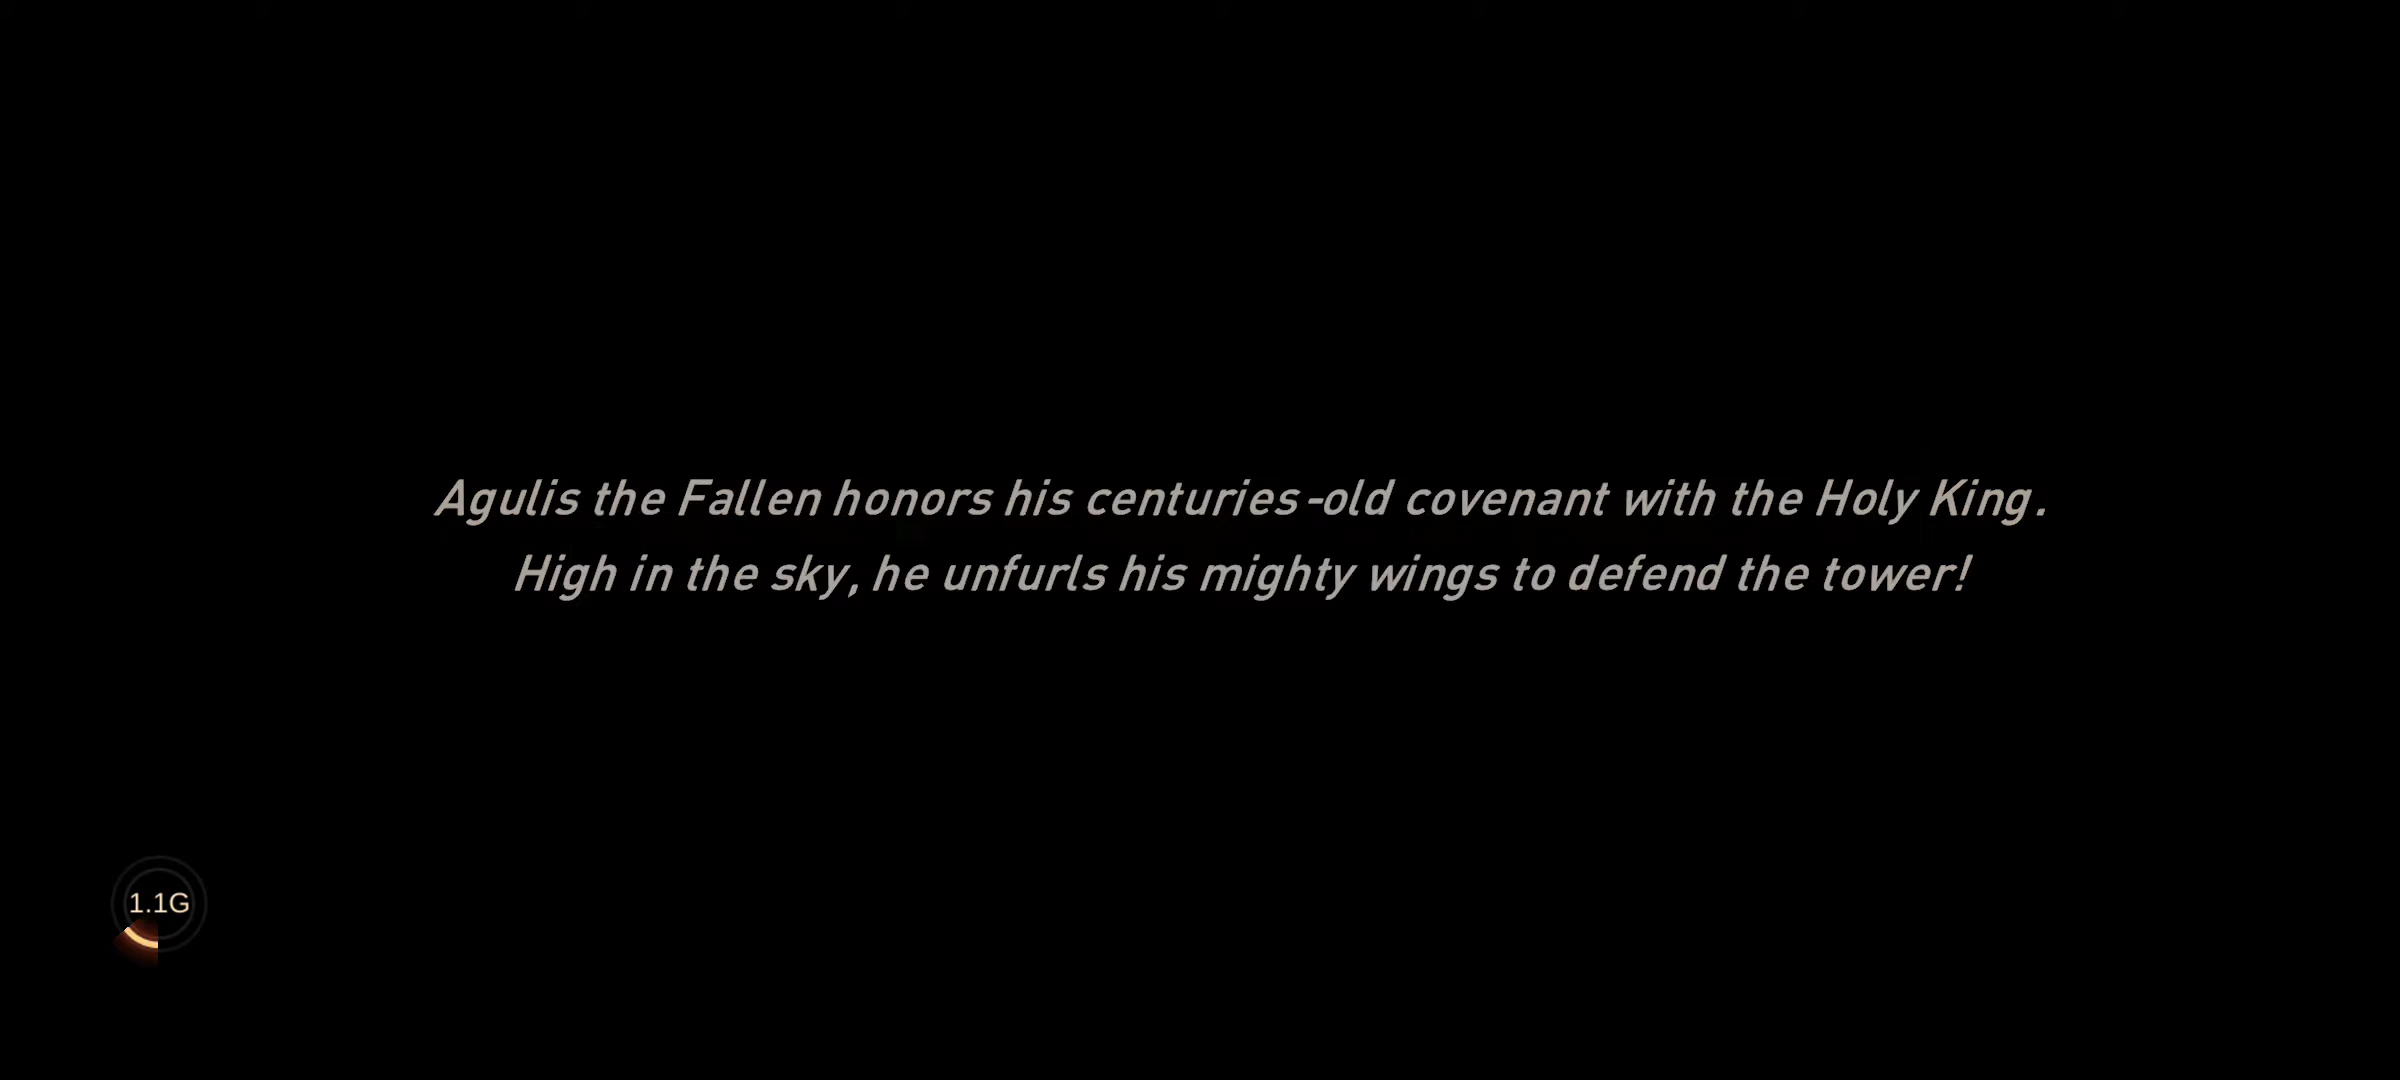 Agulis the Fallen honors his centuries-old covenant with the Holy King.
High in the sky, he unfurls his mighty wings to defend the tower!
1.1G